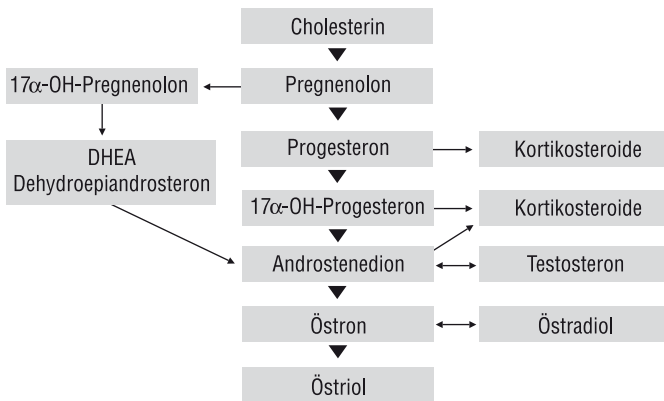 Cholesterin
17α-OH-Pregnenolon
Pregnenolon
DHEA
Dehydroepiandrosteron
Progesteron
Kortikosteroide
17α-OH-Progesteron
Kortikosteroide
Androstenedion
Testosteron
Östron
Östradiol
Östriol